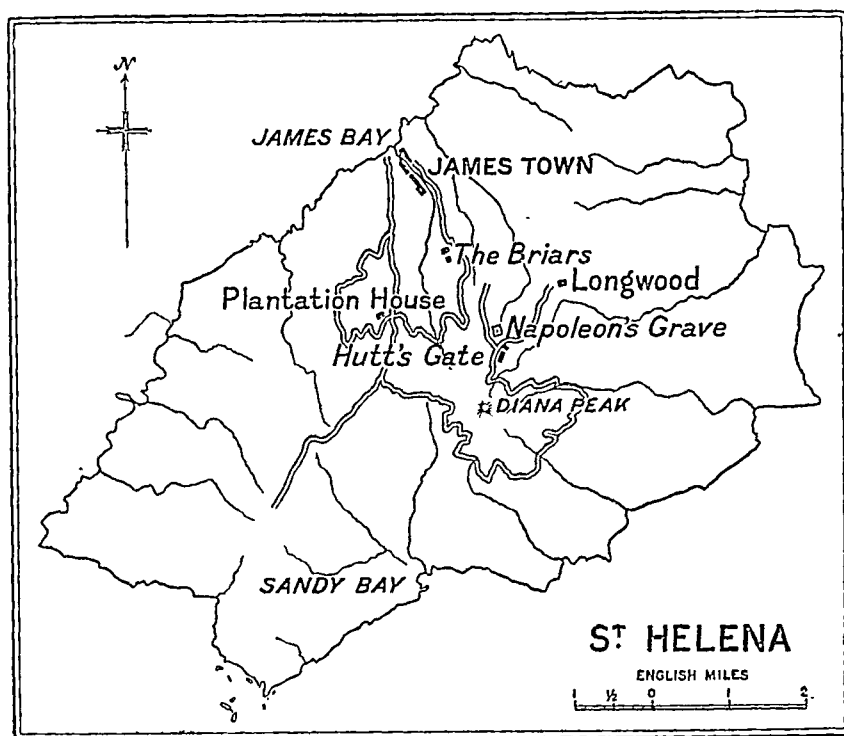 N
JAMES BAY
JAMES TOWN
The Briars
Longwood
Plantation House
Napoleon's Grave
Hutt's Gate
DIANA PEAK
SANDY BAY
ST HELENA
ENGLISH MILES
1 ½ 0 1 2